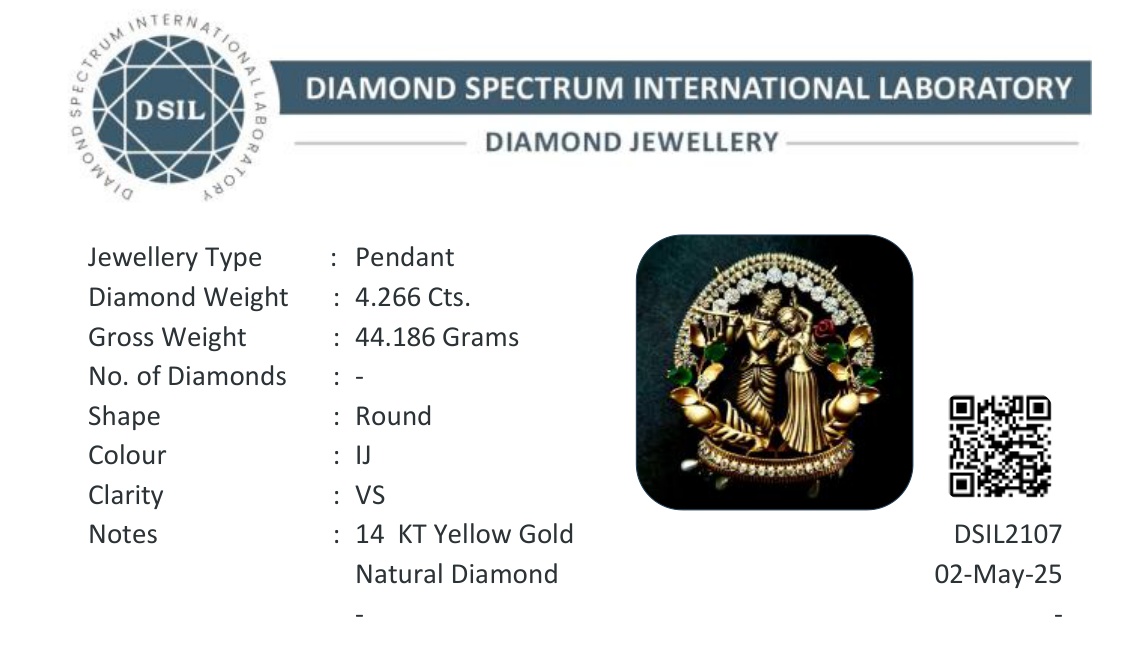 DIAMOND SPECTRUM INTERNATIONAL LABORATORY
DSIL
DIAMOND SPECTRUM INTERNATIONAL LABORATORY
DIAMOND JEWELLERY
Jewellery Type : Pendant
Diamond Weight : 4.266 Cts.
Gross Weight : 44.186 Grams
No. of Diamonds : -
Shape : Round
Colour : IJ
Clarity : VS
Notes : 14 KT Yellow Gold
DSIL2107
Natural Diamond
02-May-25
-
-